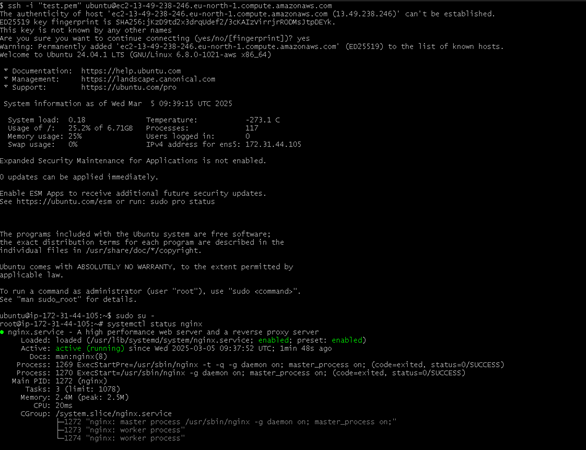 $ ssh -i "test.pem" ubuntu@ec2-13-49-238-246.eu-north-1.compute.amazonaws.com
The authenticity of host 'ec2-13-49-238-246.eu-north-1.compute.amazonaws.com (13.49.238.246)' can't be established.
ED25519 key fingerprint is
This key is not known by any other names
Are you sure you want to continue connecting (yes/no/[fingerprint])? yes
Warning: Permanently added 'ec2-13-49-238-246.eu-north-1.compute.amazonaws.com' (ED25519) to the list of known hosts.
Welcome to Ubuntu 24.04.1 LTS (GNU/Linux 6.8.0-1021-aws x86_64)
* Documentation: https://help.ubuntu.com
* Management: https://landscape.canonical.com
* Support: https://ubuntu.com/pro
System information as of Wed Mar 5 09:39:15 UTC 2025
System load: 0.18 Temperature: -273.1 C
Usage of /: 25.2% of 6.71GB Processes: 117
Memory usage: 25% Users logged in: 0
Swap usage: 0% IPv4 address for ens5: 172.31.44.105
Expanded Security Maintenance for Applications is not enabled.
0 updates can be applied immediately.
Enable ESM Apps to receive additional future security updates.
See https://ubuntu.com/esm or run: sudo pro status
The programs included with the Ubuntu system are free software;
the exact distribution terms for each program are described in the
individual files in /usr/share/doc/*/copyright.
Ubuntu comes with ABSOLUTELY NO WARRANTY, to the extent permitted by
applicable law.
To run a command as administrator (user "root"), use "sudo <command>".
See "man sudo_root" for details.
ubuntu@ip-172-31-44-105:~$ sudo su -
root@ip-172-31-44-105:~# systemctl status nginx
● nginx.service - A high performance web server and a reverse proxy server
Loaded: loaded (/usr/lib/systemd/system/nginx.service; enabled; preset: enabled)
Active: active (running) since Wed 2025-03-05 09:37:52 UTC; 1min 48s ago
Docs: man:nginx(8)
Process: 1269 ExecStartPre=/usr/sbin/nginx -t -q -g daemon on; master_process on; (code=exited, status=0/SUCCESS)
Process: 1270 ExecStart=/usr/sbin/nginx -g daemon on; master_process on; (code=exited, status=0/SUCCESS)
Main PID: 1272 (nginx)
Tasks: 3 (limit: 1078)
Memory: 2.4M (peak: 2.5M)
CPU: 20ms
CGroup: /system.slice/nginx.service
├─1272 "nginx: master process /usr/sbin/nginx -g daemon on; master_process on;"
├─1273 "nginx: worker process"
└─1274 "nginx: worker process"